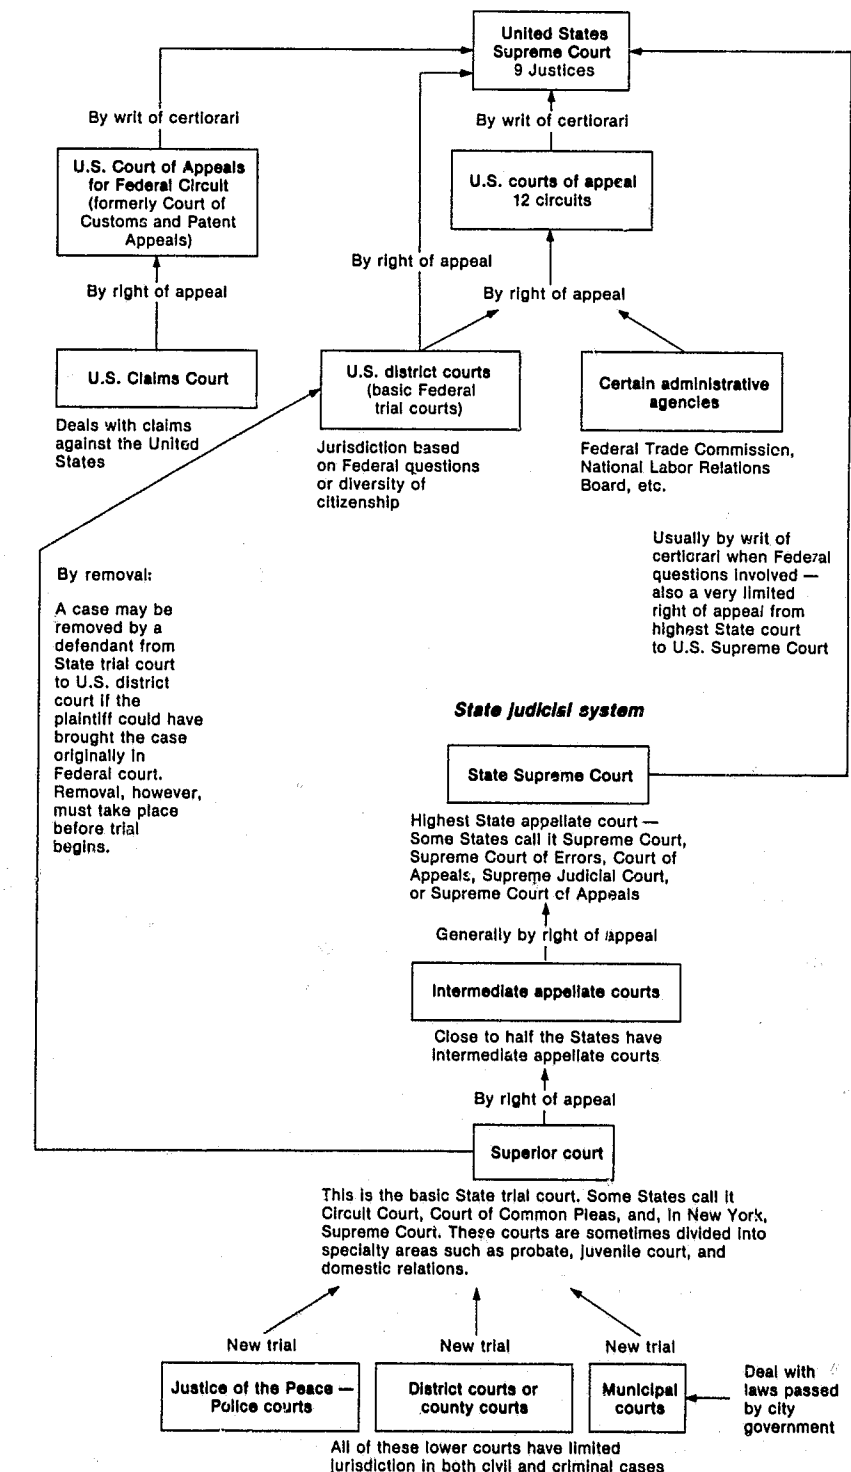 United States
Supreme Court
9 Justices
By writ of certiorari
By writ of certiorari
U.S. Court of Appeals
for Federal Circuit
(formerly Court of
Customs and Patent
Appeals)
U.S. courts of appeal
12 circuits
By right of appeal
By right of appeal
By right of appeal
U.S. Claims Court
Deals with claims
against the United
States
U.S. district courts
(basic Federal
trial courts)
Jurisdiction based
on Federal questions
or diversity of
citizenship
Certain administrative
agencies
Federal Trade Commission,
National Labor Relations
Board, etc.
Usually by writ of
certiorari when Federal
questions involved —
also a very limited
right of appeal from
highest State court
to U.S. Supreme Court
By removal:
A case may be
removed by a
defendant from
State trial court
to U.S. district
court if the
plaintiff could have
brought the case
originally in
Federal court.
Removal, however,
must take place
before trial
begins.
State judicial system
State Supreme Court
Highest State appellate court —
Some States call it Supreme Court,
Supreme Court of Errors, Court of
Appeals, Supreme Judicial Court,
or Supreme Court of Appeals
Generally by right of appeal
Intermediate appellate courts
Close to half the States have
intermediate appellate courts
By right of appeal
Superior court
This is the basic State trial court. Some States call it
Circuit Court, Court of Common Pleas, and, in New York,
Supreme Court. These courts are sometimes divided into
specialty areas such as probate, juvenile court, and
domestic relations.
New trial
New trial
New trial
Justice of the Peace —
Police courts
District courts or
county courts
Municipal
courts
Deal with
laws passed
by city
government
All of these lower courts have limited
jurisdiction in both civil and criminal cases